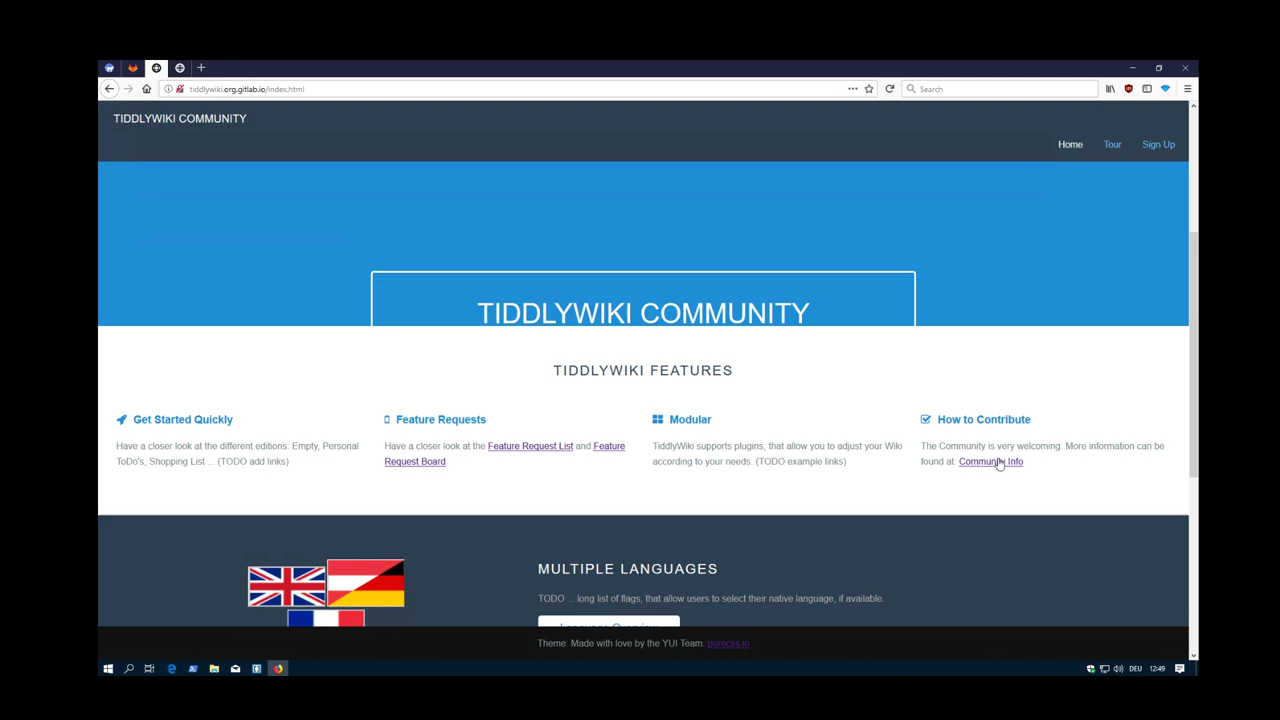 tiddlywiki.org.gitlab.io/index.html
Search
TIDDLYWIKI COMMUNITY
Home Tour Sign Up
TIDDLYWIKI COMMUNITY
TIDDLYWIKI FEATURES
Get Started Quickly
Have a closer look at the different editions: Empty, Personal
ToDo's, Shopping List ... (TODO add links)
Feature Requests
Have a closer look at the Feature Request List and Feature
Request Board
Modular
TiddlyWiki supports plugins, that allow you to adjust your Wiki
according to your needs. (TODO example links)
How to Contribute
The Community is very welcoming. More information can be
found at: Community Info
MULTIPLE LANGUAGES
TODO ... long list of flags, that allow users to select their native language, if available.
Language Overview
Theme: Made with love by the YUI Team. purecss.io
DEU 12:49